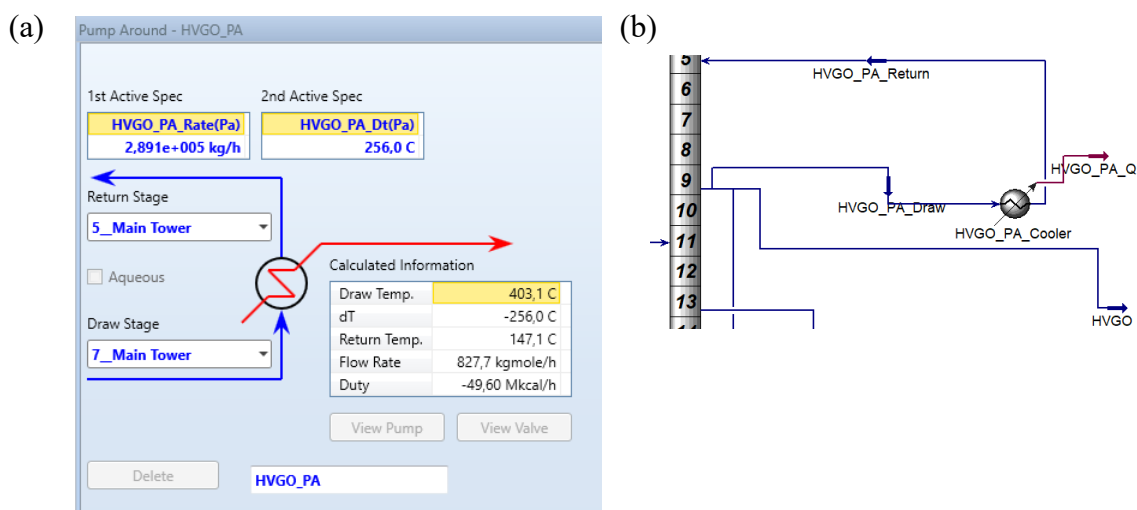 (a)
Pump Around - HVGO_PA
1st Active Spec
2nd Active Spec
HVGO_PA_Rate(Pa)
2,891e+005 kg/h
HVGO_PA_Dt(Pa)
256,0 C
Return Stage
5__Main Tower
Aqueous
Draw Stage
7__Main Tower
Calculated Information
Draw Temp. 403,1 C
dT -256,0 C
Return Temp. 147,1 C
Flow Rate 827,7 kgmole/h
Duty -49,60 Mkcal/h
View Pump
View Valve
Delete
HVGO_PA
(b)
5
6
7
8
9
10
11
12
13
HVGO_PA_Return
HVGO_PA_Q
HVGO_PA_Draw
HVGO_PA_Cooler
HVGO